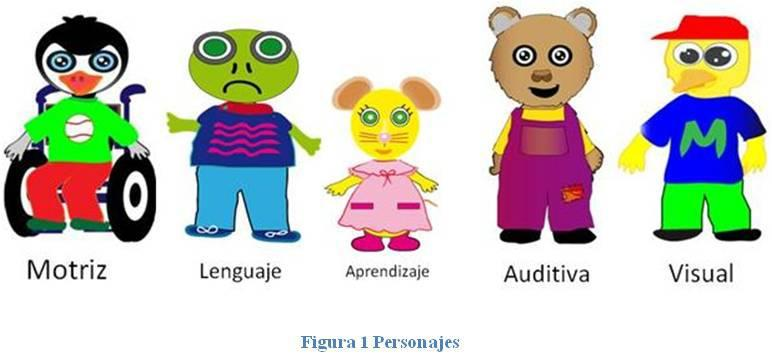 M
Motriz
Lenguaje
Aprendizaje
Auditiva
Visual
Figura 1 Personajes